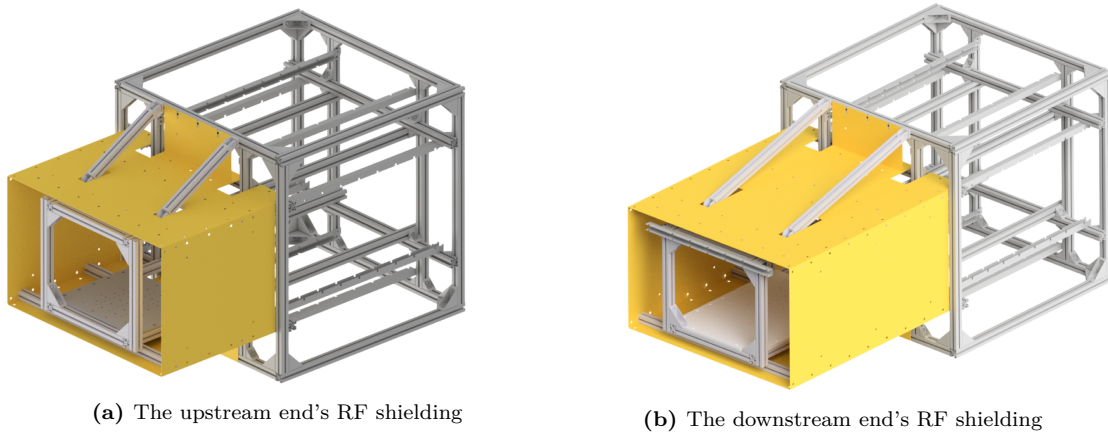 (a) The upstream end's RF shielding
(b) The downstream end's RF shielding